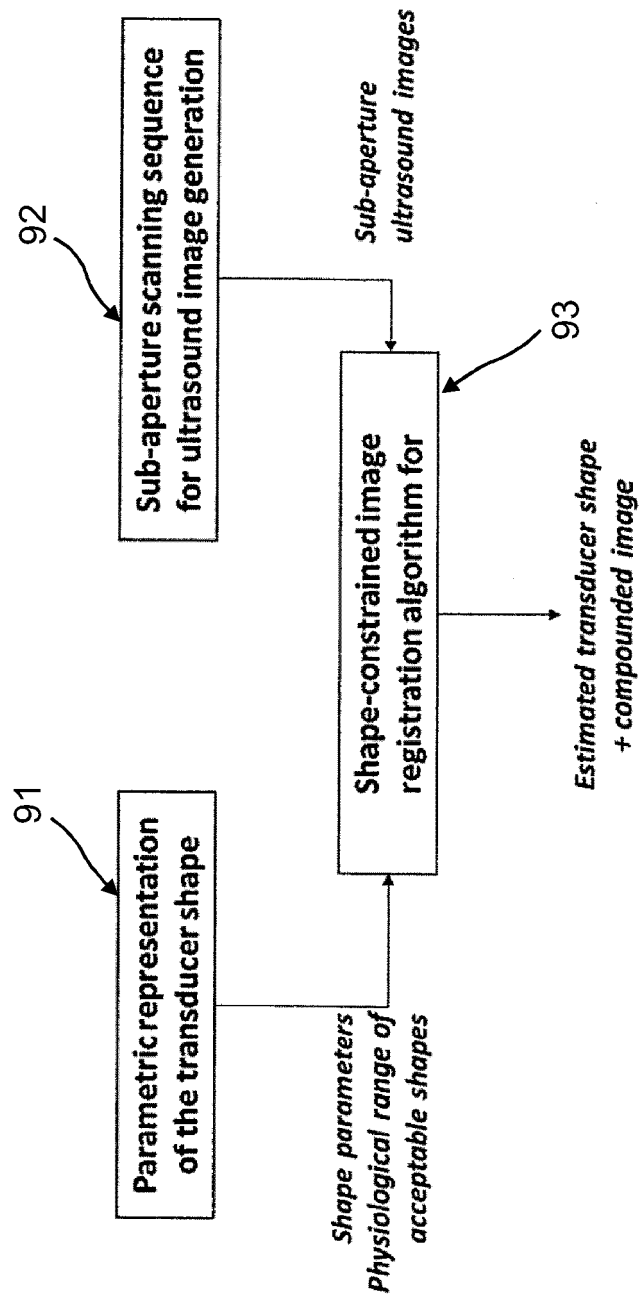 91
Parametric representation
of the transducer shape
92
Sub-aperture scanning sequence
for ultrasound image generation
Shape parameters
Physiological range of
acceptable shapes
Sub-aperture
ultrasound images
Shape-constrained image
registration algorithm for
93
Estimated transducer shape
+ compounded image